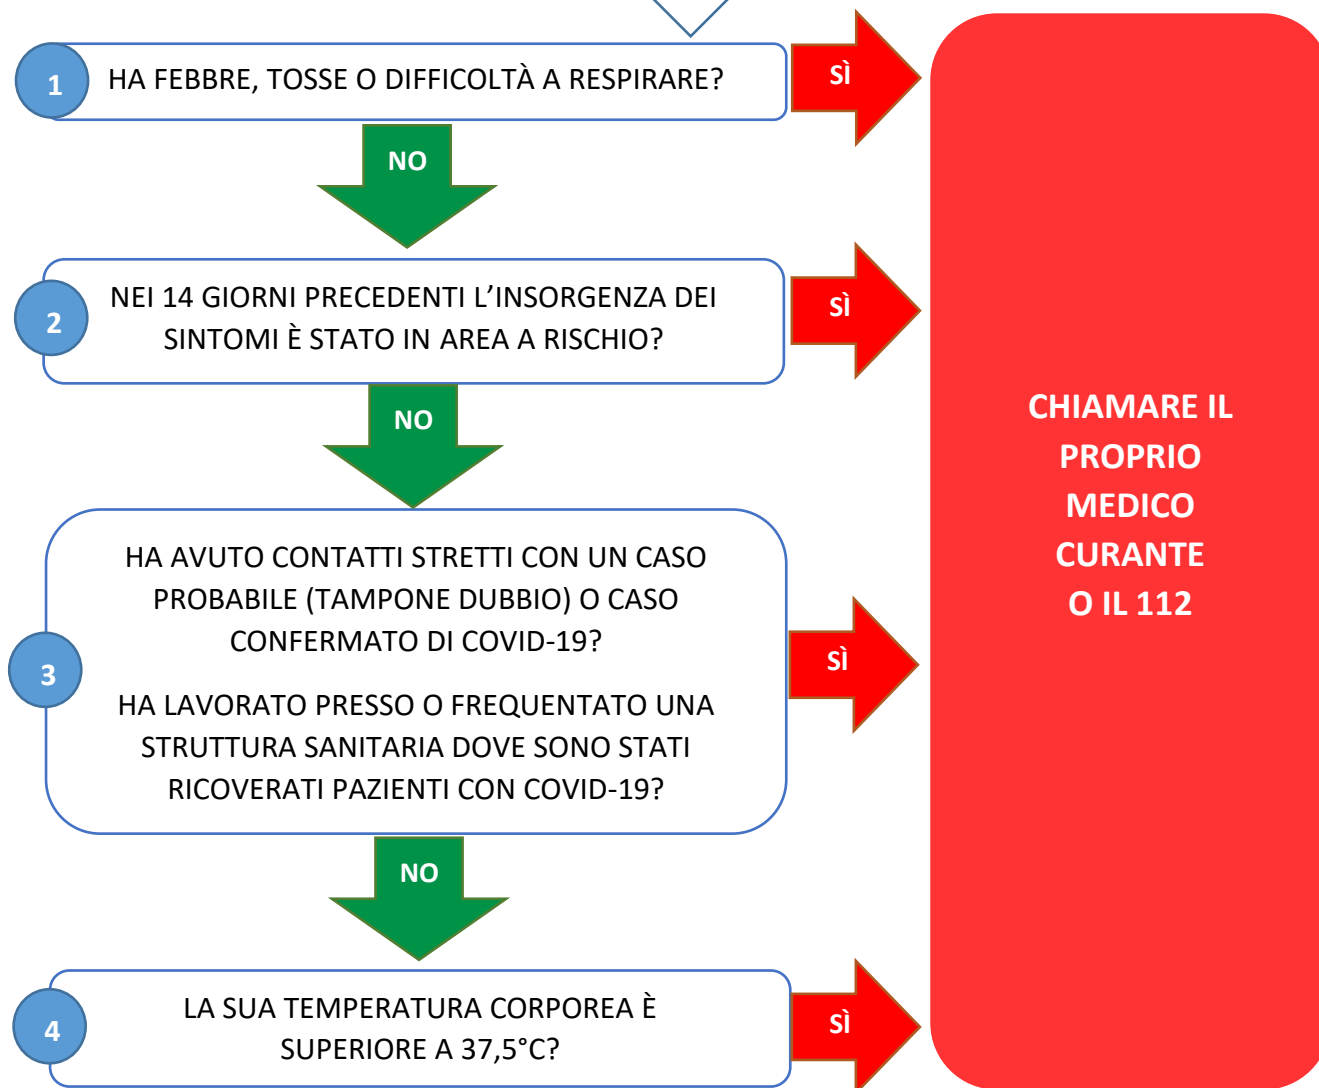 1
HA FEBBRE, TOSSE O DIFFICOLTÀ A RESPIRARE?
SÌ
NO
2
NEI 14 GIORNI PRECEDENTI L’INSORGENZA DEI
SINTOMI È STATO IN AREA A RISCHIO?
SÌ
NO
3
HA AVUTO CONTATTI STRETTI CON UN CASO
PROBABILE (TAMPONE DUBBIO) O CASO
CONFERMATO DI COVID-19?
HA LAVORATO PRESSO O FREQUENTATO UNA
STRUTTURA SANITARIA DOVE SONO STATI
RICOVERATI PAZIENTI CON COVID-19?
SÌ
NO
4
LA SUA TEMPERATURA CORPOREA È
SUPERIORE A 37,5°C?
SÌ
CHIAMARE IL
PROPRIO
MEDICO
CURANTE
O IL 112